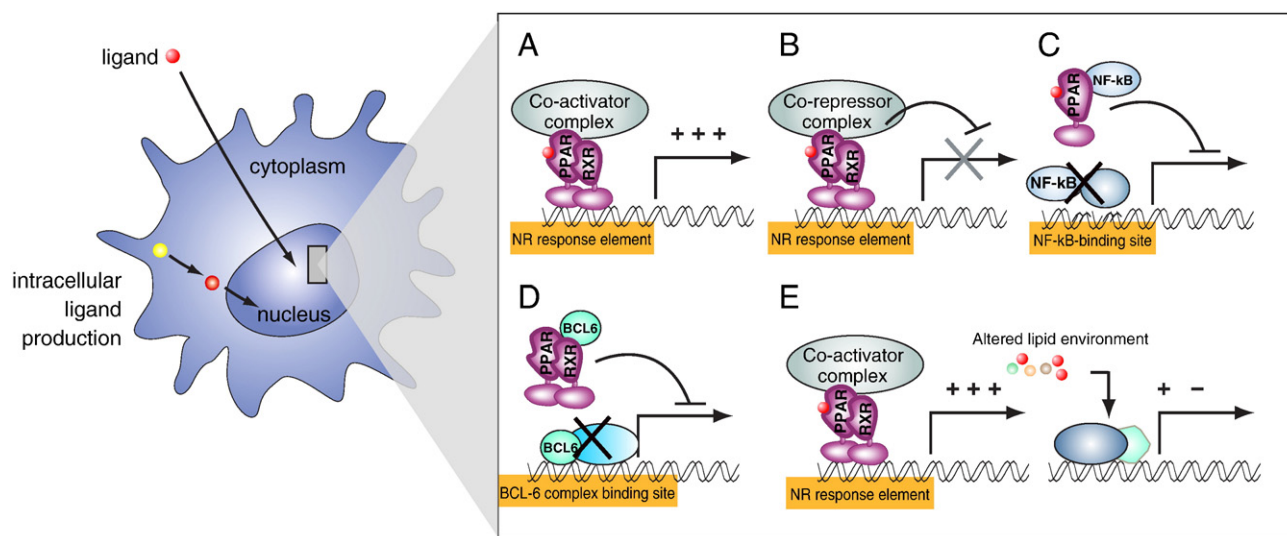 ligand
cytoplasm
intracellular
ligand
production
nucleus
A
Co-activator
complex
PPAR
RXR
+ + +
NR response element
B
Co-repressor
complex
PPAR
RXR
NR response element
C
PPAR
NF-kB
NF-kB
NF-kB-binding site
D
BCL6
PPAR
RXR
BCL6
BCL-6 complex binding site
E
Co-activator
complex
PPAR
RXR
+ + +
NR response element
Altered lipid environment
+ −